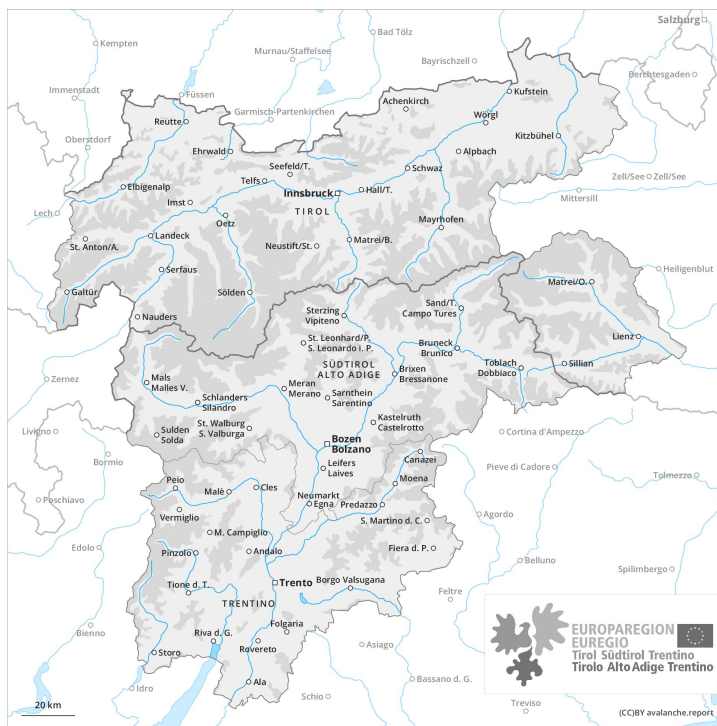 Salzburg
Kempten
Bad Tölz
Murnau/Staffelsee
Bayrischzell
Berchtesgaden
Immenstadt
Füssen
Garmisch-Partenkirchen
Achenkirch
Kufstein
Reutte
Wörgl
Oberstdorf
Ehrwald
Kitzbühel
Alpbach
Seefeld/T.
Schwaz
Zell/See
Zell/See
Telfs
Elbigenalp
Innsbruck
Hall/T.
Mittersill
Imst
Lech
TIROL
Oetz
Mayrhofen
Landeck
St. Anton/A.
Neustift/St.
Matrei/B.
Serfaus
Heiligenblut
Galtür
Sölden
Matrei/O.
Nauders
Sterzing
Vipiteno
Sand/T.
Campo Tures
Lienz
St. Leonhard/P.
S. Leonardo i. P.
Bruneck
Brunico
Toblach
Dobbiaco
Sillian
SÜDTIROL
ALTO ADIGE
Brixen
Bressanone
Zernez
Mals
Malles V.
Meran
Merano
Schlanders
Silandro
Sarnthein
Sarentino
Kastelruth
Castelrotto
St. Walburg
S. Valburga
Sulden
Solda
Livigno
Cortina d'Ampezzo
Bozen
Bolzano
Bormio
Canazei
Leifers
Laives
Pieve di Cadore
Tolmezzo
Peio
Moena
Malè
Cles
Neumarkt
Egna
Predazzo
Poschiavo
Vermiglio
Agordo
S. Martino d. C.
M. Campiglio
Edolo
Pinzolo
Andalo
Fiera d. P.
Belluno
Spilimbergo
Trento
Borgo Valsugana
Tione d. T.
Feltre
TRENTINO
Folgaria
Bienno
Riva d. G.
Rovereto
Asiago
Storo
Ala
Bassano d. G.
Idro
Schio
Treviso
EUROPAREGION
EUREGIO
Tirol Südtirol Trentino
Tirolo Alto Adige Trentino
20 km
(CC)BY avalanche.report